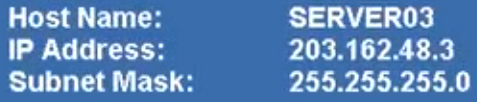 Host Name: SERVER03
IP Address: 203.162.48.3
Subnet Mask: 255.255.255.0